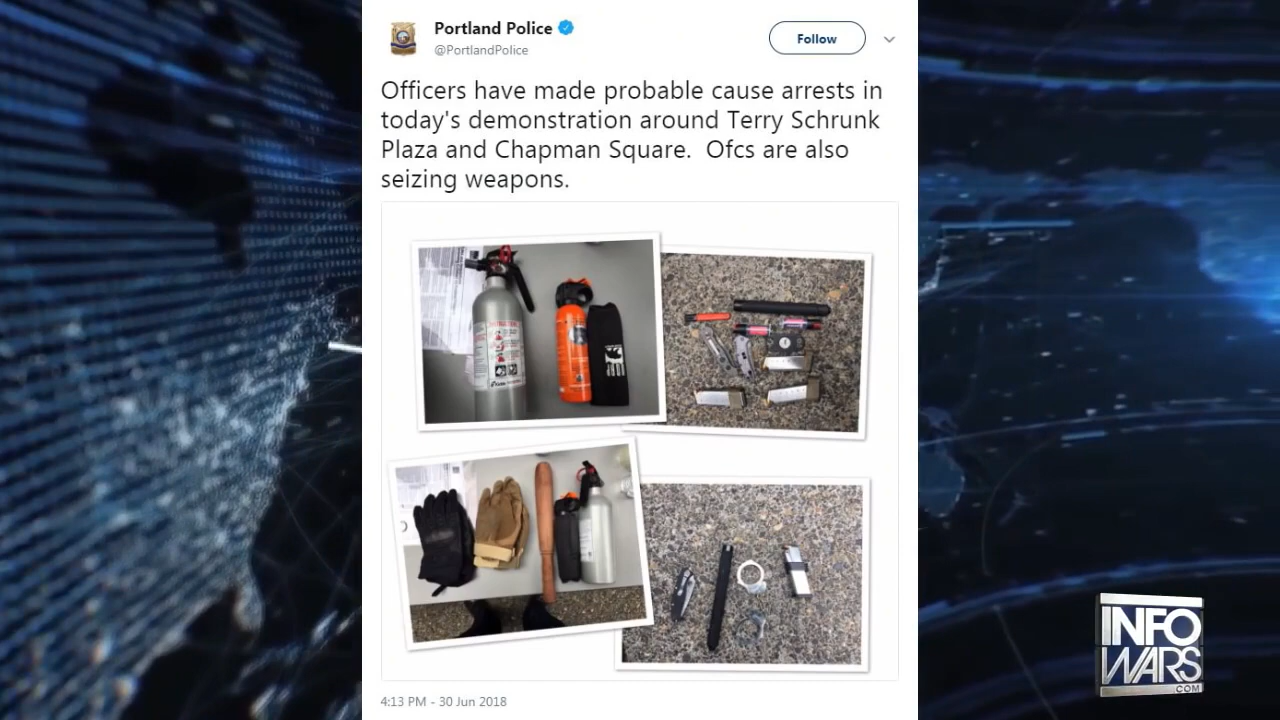 Portland Police
@PortlandPolice
Follow
Officers have made probable cause arrests in
today's demonstration around Terry Schrunk
Plaza and Chapman Square.  Ofcs are also
seizing weapons.
4:13 PM - 30 Jun 2018
INFO
WARS
.COM